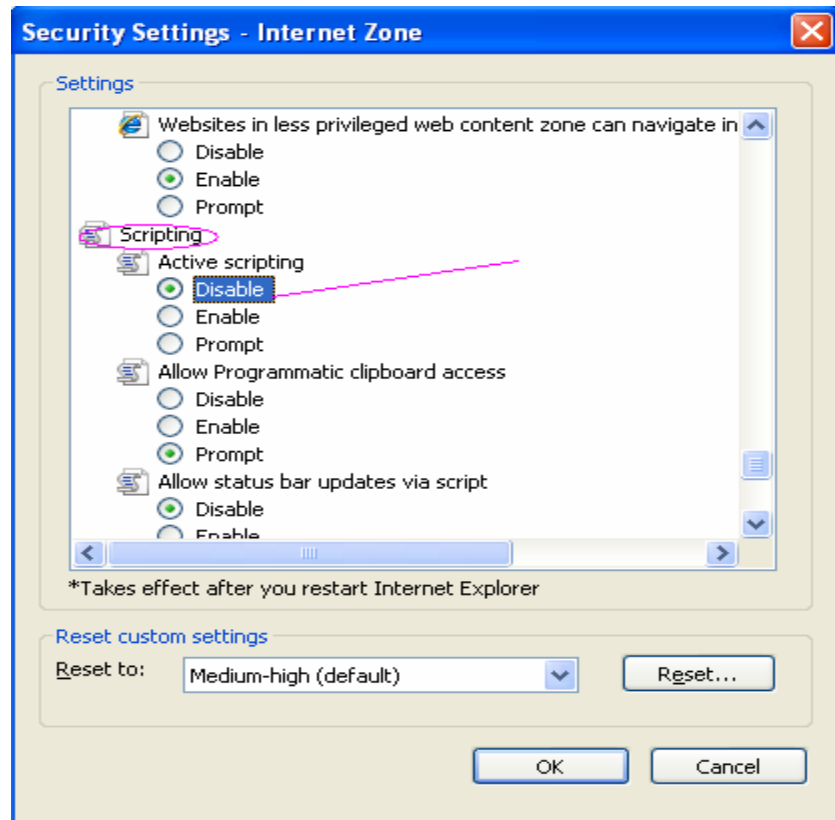 Security Settings - Internet Zone
Settings
Websites in less privileged web content zone can navigate in
Disable
Enable
Prompt
Scripting
Active scripting
Disable
Enable
Prompt
Allow Programmatic clipboard access
Disable
Enable
Prompt
Allow status bar updates via script
Disable
Enable
*Takes effect after you restart Internet Explorer
Reset custom settings
Reset to:
Medium-high (default)
Reset...
OK
Cancel